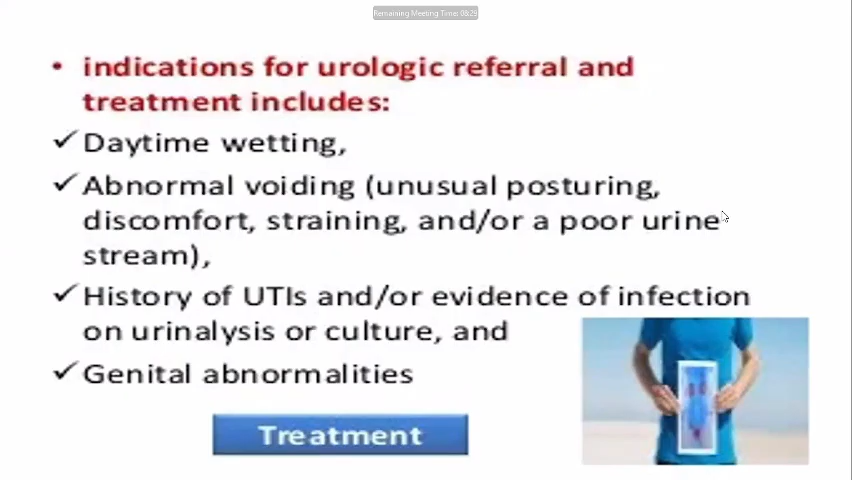 Remaining Meeting Time: 08:29
• indications for urologic referral and
treatment includes:
✓ Daytime wetting,
✓ Abnormal voiding (unusual posturing,
discomfort, straining, and/or a poor urine
stream),
✓ History of UTIs and/or evidence of infection
on urinalysis or culture, and
✓ Genital abnormalities
Treatment